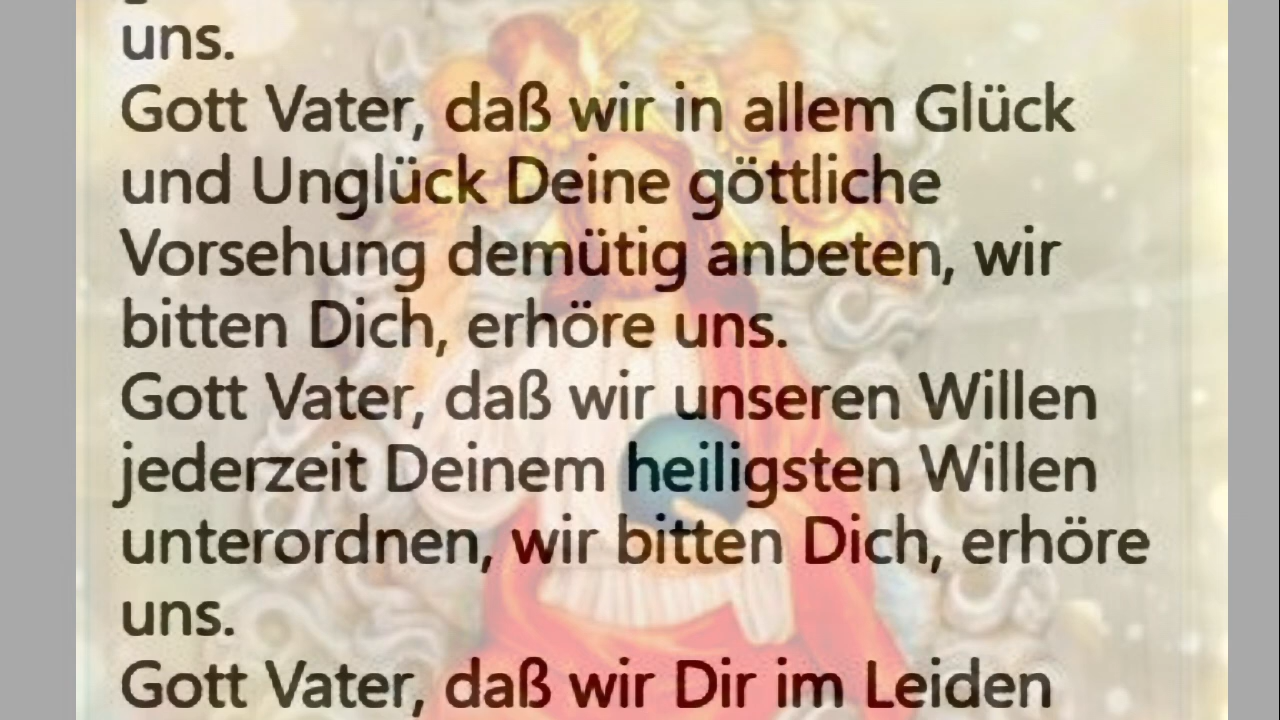 uns.
Gott Vater, daß wir in allem Glück
und Unglück Deine göttliche
Vorsehung demütig anbeten, wir
bitten Dich, erhöre uns.
Gott Vater, daß wir unseren Willen
jederzeit Deinem heiligsten Willen
unterordnen, wir bitten Dich, erhöre
uns.
Gott Vater, daß wir Dir im Leiden